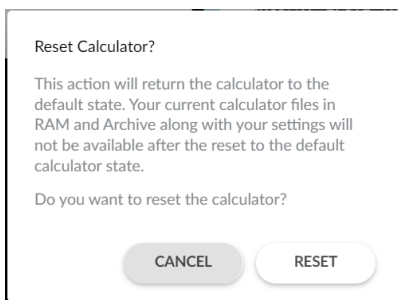 Reset Calculator?
This action will return the calculator to the
default state. Your current calculator files in
RAM and Archive along with your settings will
not be available after the reset to the default
calculator state.
Do you want to reset the calculator?
CANCEL RESET